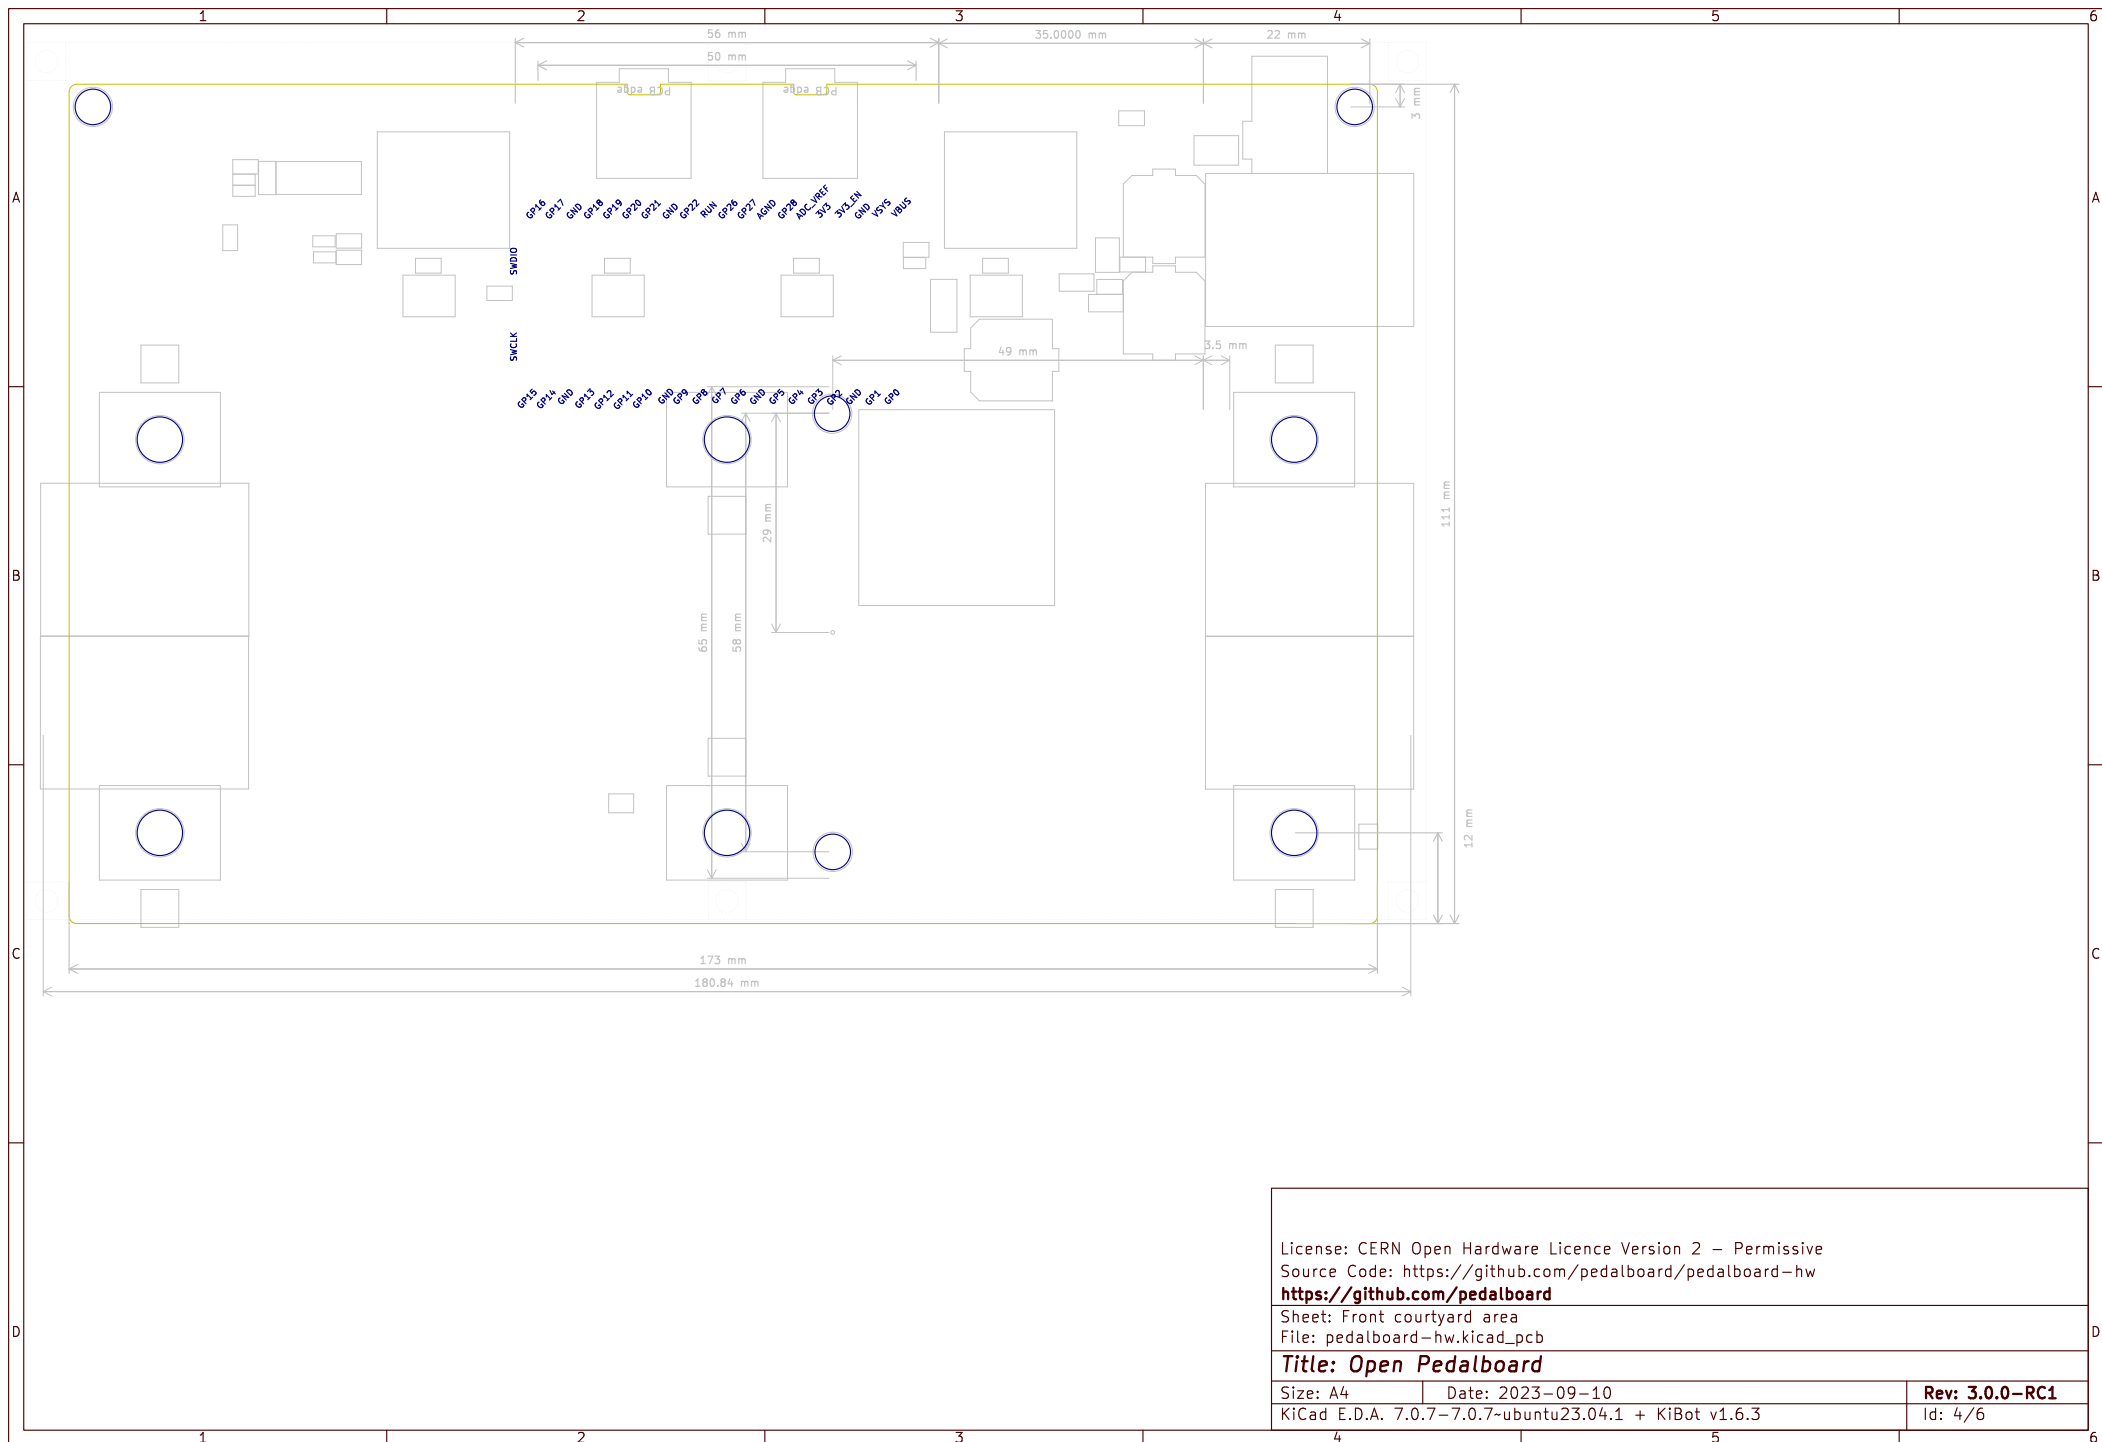 1 2 3 4 5 6
56 mm
35.0000 mm
22 mm
50 mm
PCB edge
PCB edge
3 mm
A
A
GP16
GP17
GND
GP18
GP19
GP20
GP21
GND
GP22
RUN
GP26
GP27
AGND
GP28
ADC_VREF
3V3
3V3_EN
GND
VSYS
VBUS
SWDIO
SWCLK
49 mm
3.5 mm
GP15
GP14
GND
GP13
GP12
GP11
GP10
GND
GP9
GP8
GP7
GP6
GND
GP5
GP4
GP3
GP2
GND
GP1
GP0
111 mm
29 mm
B
B
65 mm
58 mm
12 mm
C
C
173 mm
180.84 mm
License: CERN Open Hardware Licence Version 2 - Permissive
Source Code: https://github.com/pedalboard/pedalboard-hw
https://github.com/pedalboard
Sheet: Front courtyard area
File: pedalboard-hw.kicad_pcb
D
D
Title: Open Pedalboard
Size: A4
Date: 2023-09-10
Rev: 3.0.0-RC1
KiCad E.D.A. 7.0.7-7.0.7~ubuntu23.04.1 + KiBot v1.6.3
Id: 4/6
1 2 3 4 5 6